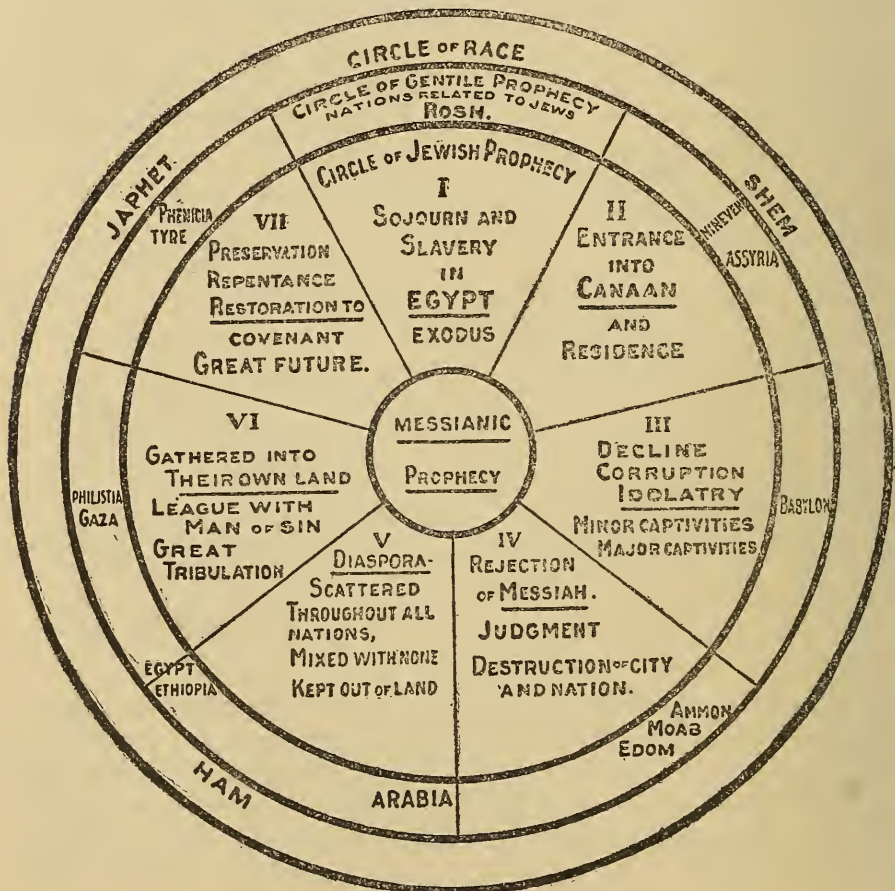 CIRCLE OF RACE
CIRCLE OF GENTILE PROPHECY
NATIONS RELATED TO JEWS
ROSH.
CIRCLE OF JEWISH PROPHECY
JAPHET
SHEM
HAM
I
SOJOURN AND
SLAVERY
IN
EGYPT
EXODUS
II
ENTRANCE
INTO
CANAAN
AND
RESIDENCE
NINEVEH
ASSYRIA
III
DECLINE
CORRUPTION
IDOLATRY
MINOR CAPTIVITIES
MAJOR CAPTIVITIES
BABYLON
IV
REJECTION
OF MESSIAH.
JUDGMENT
DESTRUCTION OF CITY
AND NATION.
AMMON
MOAB
EDOM
V
DIASPORA-
SCATTERED
THROUGHOUT ALL
NATIONS,
MIXED WITH NONE
KEPT OUT OF LAND
ARABIA
EGYPT
ETHIOPIA
VI
GATHERED INTO
THEIR OWN LAND
LEAGUE WITH
MAN OF SIN
GREAT
TRIBULATION
PHILISTIA
GAZA
VII
PRESERVATION
REPENTANCE
RESTORATION TO
COVENANT
GREAT FUTURE.
PHENICIA
TYRE
MESSIANIC
PROPHECY